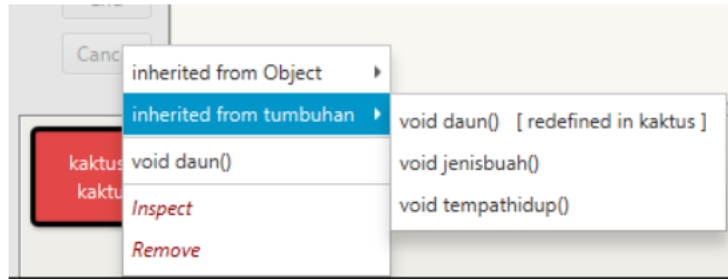 Canc
inherited from Object
inherited from tumbuhan
void daun() [ redefined in kaktus ]
kaktus
void daun()
void jenisbuah()
kaktu
Inspect
void tempathidup()
Remove